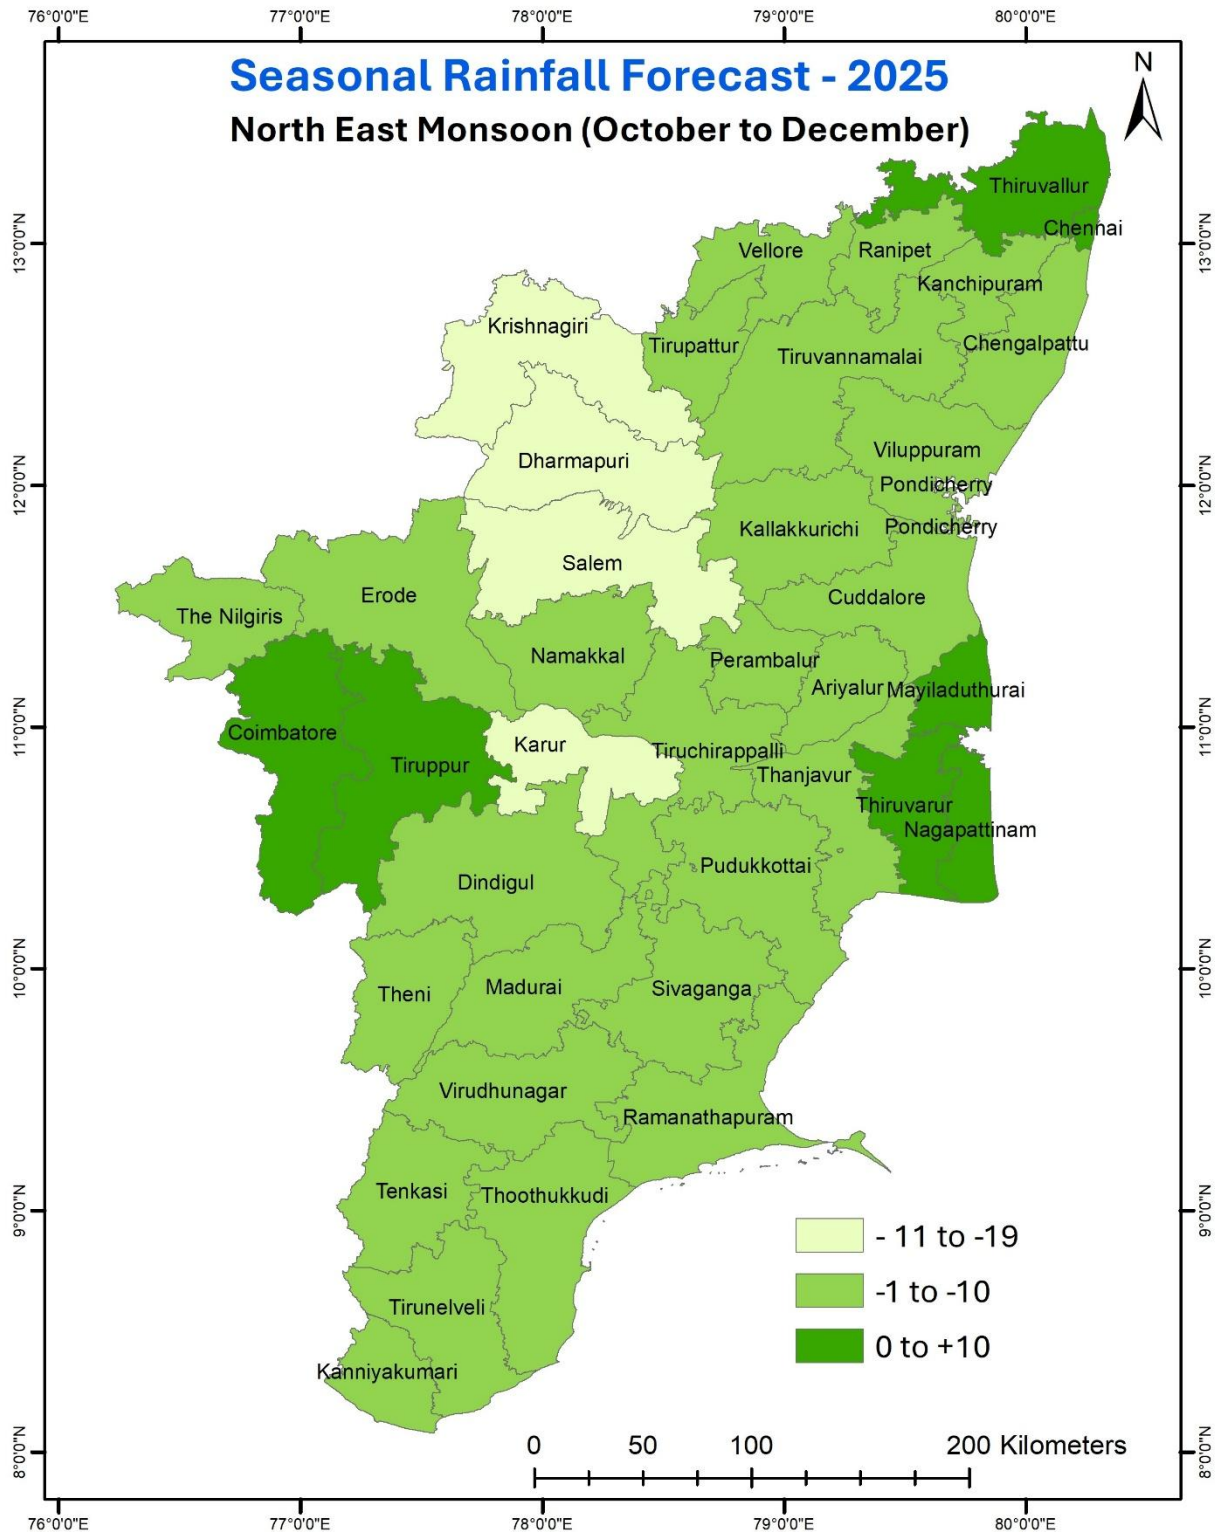 76°0'0"E 77°0'0"E 78°0'0"E 79°0'0"E 80°0'0"E
Seasonal Rainfall Forecast - 2025
North East Monsoon (October to December)
N
Thiruvallur
Chennai
13°0'0"N 13°0'0"N
Vellore
Ranipet
Kanchipuram
Krishnagiri
Tirupattur
Tiruvannamalai
Chengalpattu
Dharmapuri
Viluppuram
12°0'0"N 12°0'0"N
Pondicherry
Kallakkurichi
Pondicherry
Salem
Erode
Cuddalore
The Nilgiris
Namakkal
Perambalur
Ariyalur
Mayiladuthurai
11°0'0"N 11°0'0"N
Coimbatore
Karur
Tiruchirappalli
Tiruppur
Thanjavur
Thiruvarur
Nagapattinam
Pudukkottai
Dindigul
10°0'0"N 10°0'0"N
Theni
Madurai
Sivaganga
Virudhunagar
Ramanathapuram
Tenkasi
Thoothukkudi
9°0'0"N 9°0'0"N
- 11 to -19
-1 to -10
Tirunelveli
0 to +10
Kanniyakumari
0 50 100 200 Kilometers
8°0'0"N 8°0'0"N
76°0'0"E 77°0'0"E 78°0'0"E 79°0'0"E 80°0'0"E